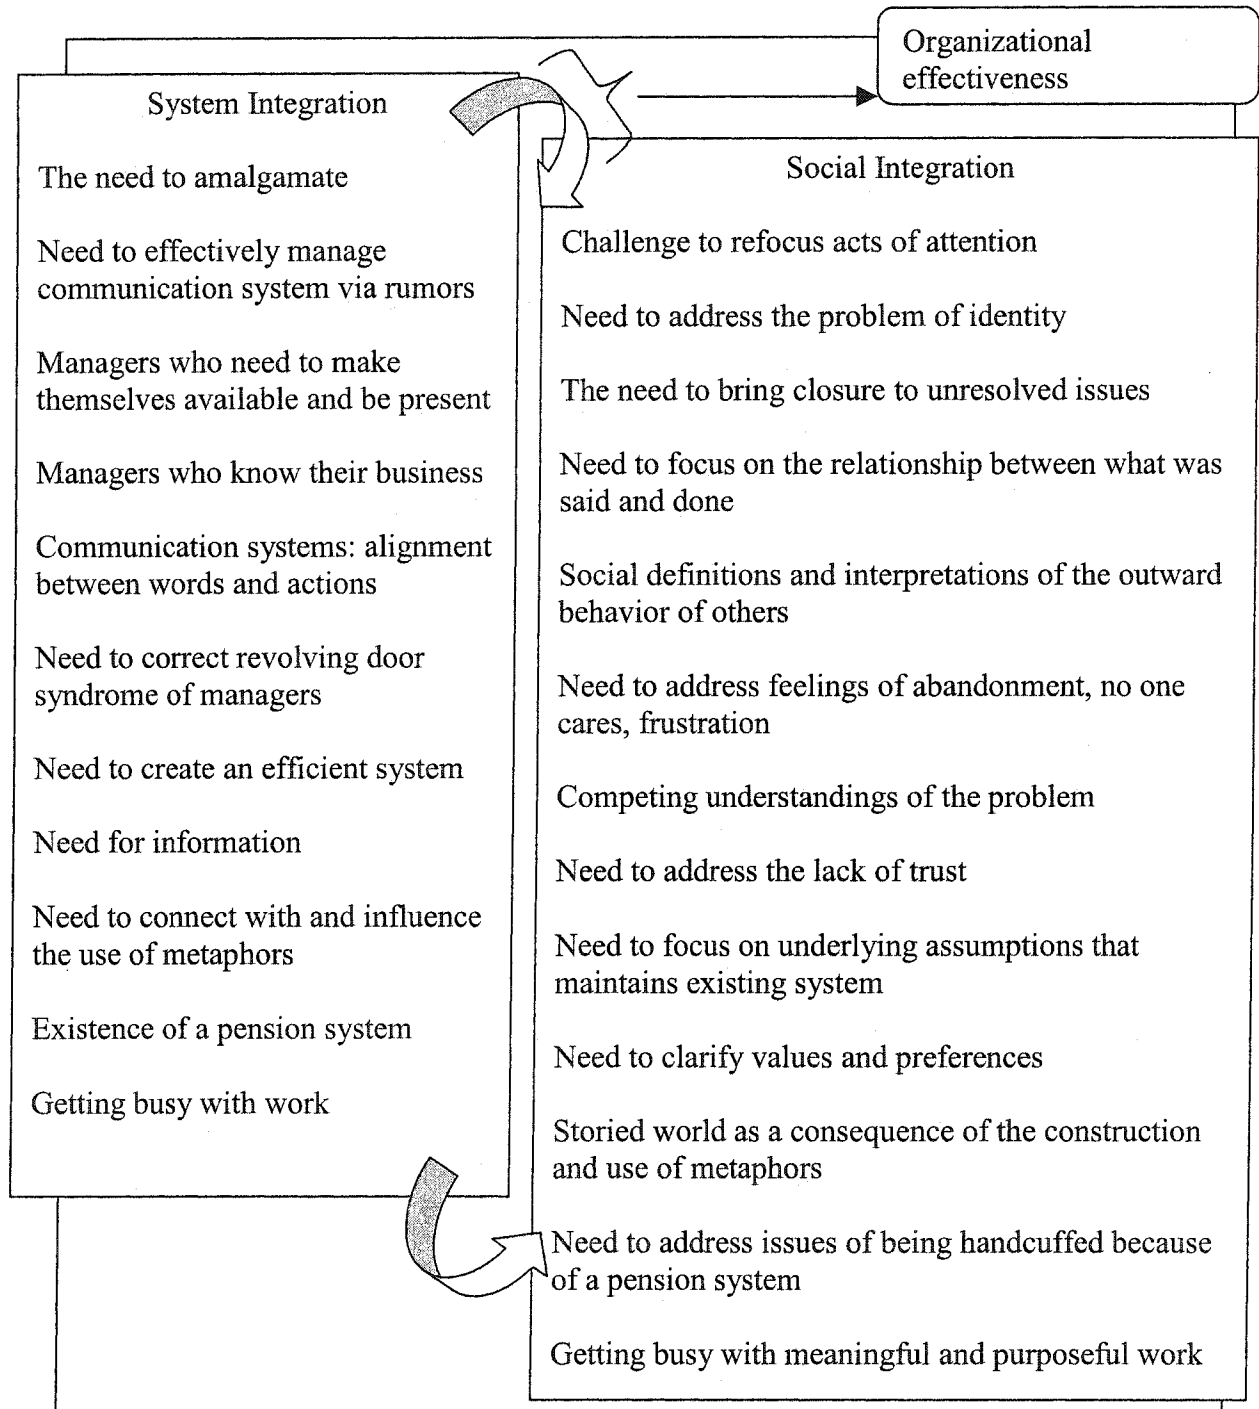 Organizational
effectiveness
System Integration
The need to amalgamate
Need to effectively manage
communication system via rumors
Managers who need to make
themselves available and be present
Managers who know their business
Communication systems: alignment
between words and actions
Need to correct revolving door
syndrome of managers
Need to create an efficient system
Need for information
Need to connect with and influence
the use of metaphors
Existence of a pension system
Getting busy with work
Social Integration
Challenge to refocus acts of attention
Need to address the problem of identity
The need to bring closure to unresolved issues
Need to focus on the relationship between what was
said and done
Social definitions and interpretations of the outward
behavior of others
Need to address feelings of abandonment, no one
cares, frustration
Competing understandings of the problem
Need to address the lack of trust
Need to focus on underlying assumptions that
maintains existing system
Need to clarify values and preferences
Storied world as a consequence of the construction
and use of metaphors
Need to address issues of being handcuffed because
of a pension system
Getting busy with meaningful and purposeful work